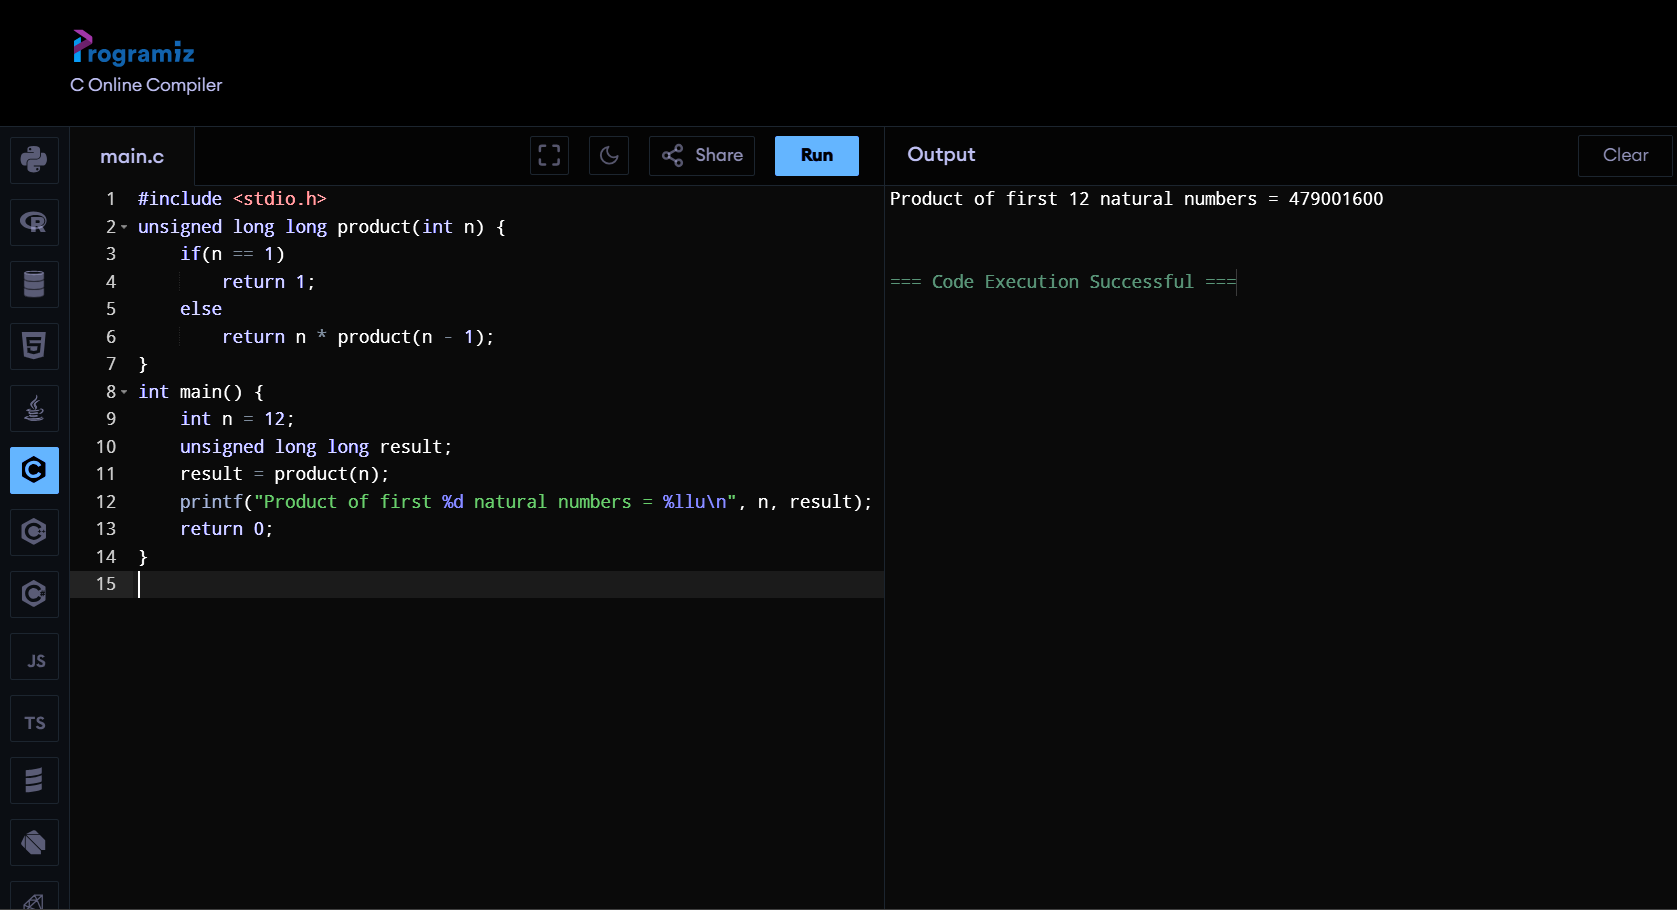 Programiz
C Online Compiler
main.c
Share
Run
Output
Clear
1 #include <stdio.h>
2 unsigned long long product(int n) {
3     if(n == 1)
4         return 1;
5     else
6         return n * product(n - 1);
7 }
8 int main() {
9     int n = 12;
10     unsigned long long result;
11     result = product(n);
12     printf("Product of first %d natural numbers = %llu\n", n, result);
13     return 0;
14 }
15
Product of first 12 natural numbers = 479001600
=== Code Execution Successful ===
R
5
C
C
C
JS
TS